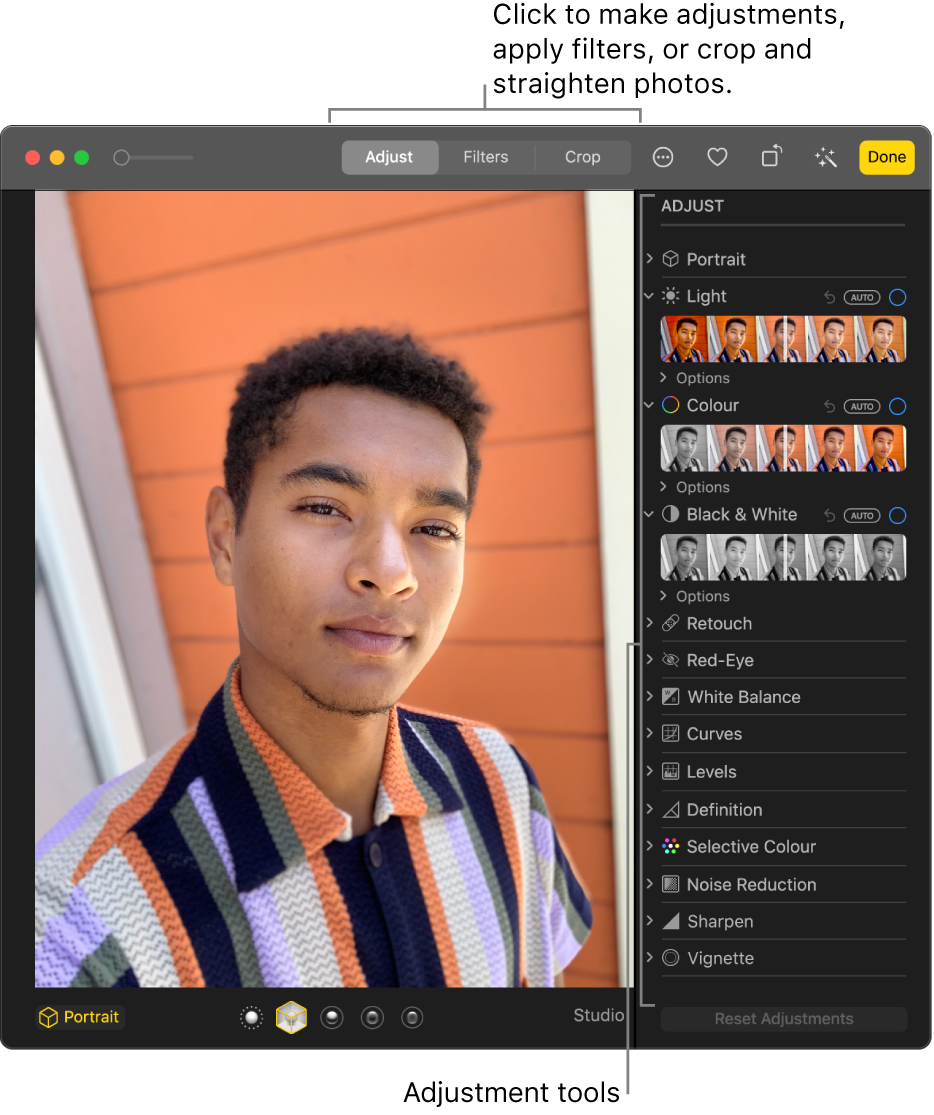 Click to make adjustments,
apply filters, or crop and
straighten photos.
Adjust Filters Crop Done
ADJUST
Portrait
Light AUTO
Options
Colour AUTO
Options
Black & White AUTO
Options
Retouch
Red-Eye
White Balance
Curves
Levels
Definition
Selective Colour
Noise Reduction
Sharpen
Vignette
Portrait Studio Reset Adjustments
Adjustment tools